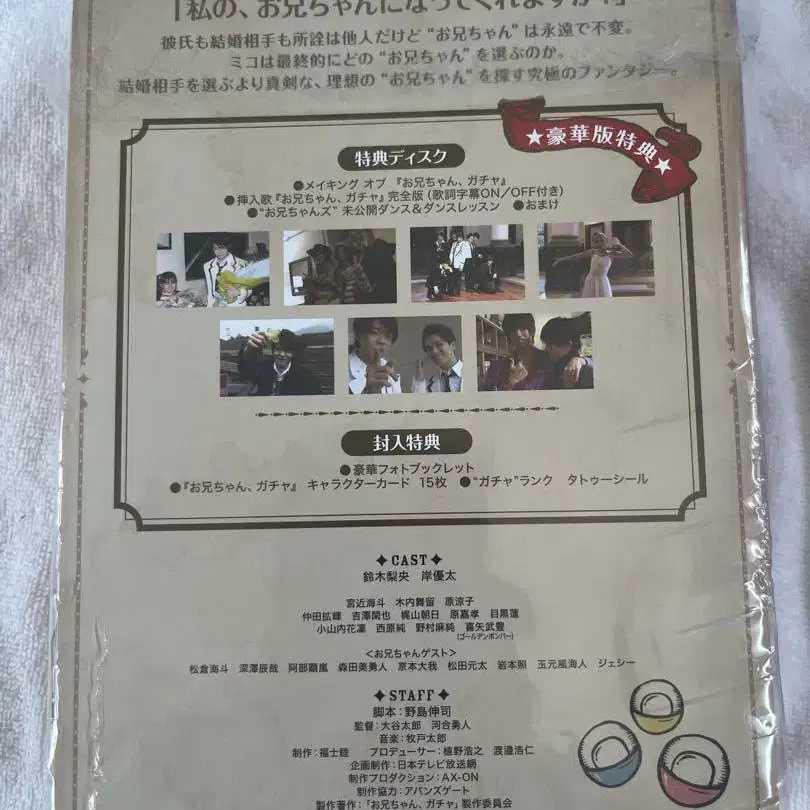 「私の、お兄ちゃんになってくれますか?」
彼氏も結婚相手も所詮は他人だけど “お兄ちゃん” は永遠で不変。
ミコは最終的にどの “お兄ちゃん” を選ぶのか。
結婚相手を選ぶより真剣な、理想の “お兄ちゃん” を探す究極のファンタジー。
★豪華版特典★
特典ディスク
●メイキング オブ 『お兄ちゃん、ガチャ』
●挿入歌『お兄ちゃん、ガチャ』完全版(歌詞字幕ON/OFF付き)
●“お兄ちゃんズ” 未公開ダンス&ダンスレッスン ●おまけ
封入特典
●豪華フォトブックレット
●『お兄ちゃん、ガチャ』 キャラクターカード 15枚 ●“ガチャ”ランク タトゥーシール
CAST
鈴木梨央 岸優太
宮近海斗 木内舞留 原涼子
仲田拡輝 吉澤閑也 梶山朝日 原嘉孝 目黒蓮
小山内花凜 西原純 野村麻純 喜矢武豊
(ゴールデンボンバー)
<お兄ちゃんゲスト>
松倉海斗 深澤辰哉 阿部顕嵐 森田美勇人 京本大我 松田元太 岩本照 玉元風海人 ジェシー
STAFF
脚本:野島伸司
監督:大谷太郎 河合勇人
音楽:牧戸太郎
制作:福士睦 プロデューサー:植野浩之 渡邉浩仁
企画制作:日本テレビ放送網
制作プロダクション:AX-ON
制作協力:アバンズゲート
製作著作:「お兄ちゃん、ガチャ」製作委員会